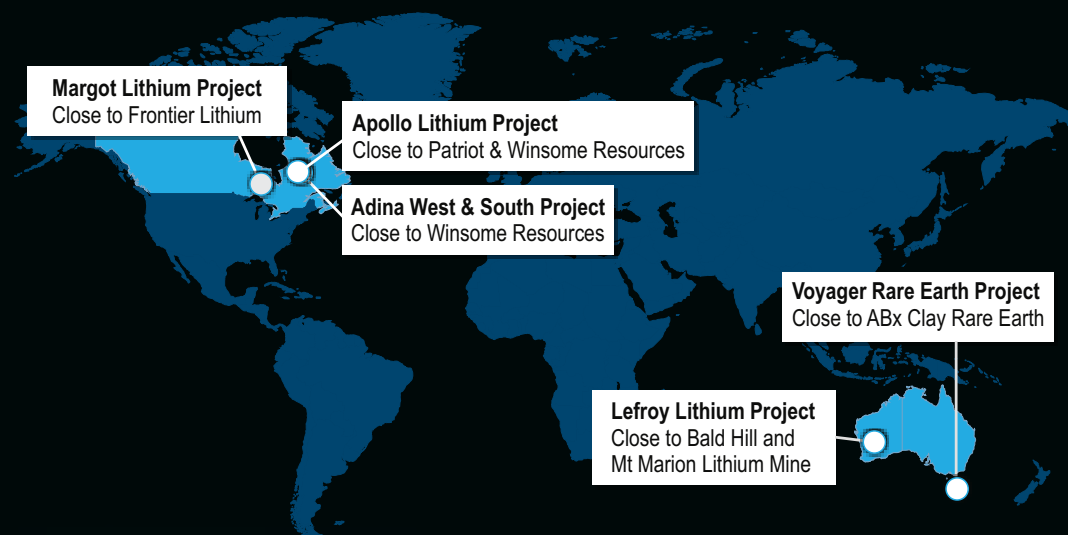 Margot Lithium Project
Close to Frontier Lithium
Apollo Lithium Project
Close to Patriot & Winsome Resources
Adina West & South Project
Close to Winsome Resources
Voyager Rare Earth Project
Close to ABx Clay Rare Earth
Lefroy Lithium Project
Close to Bald Hill and
Mt Marion Lithium Mine